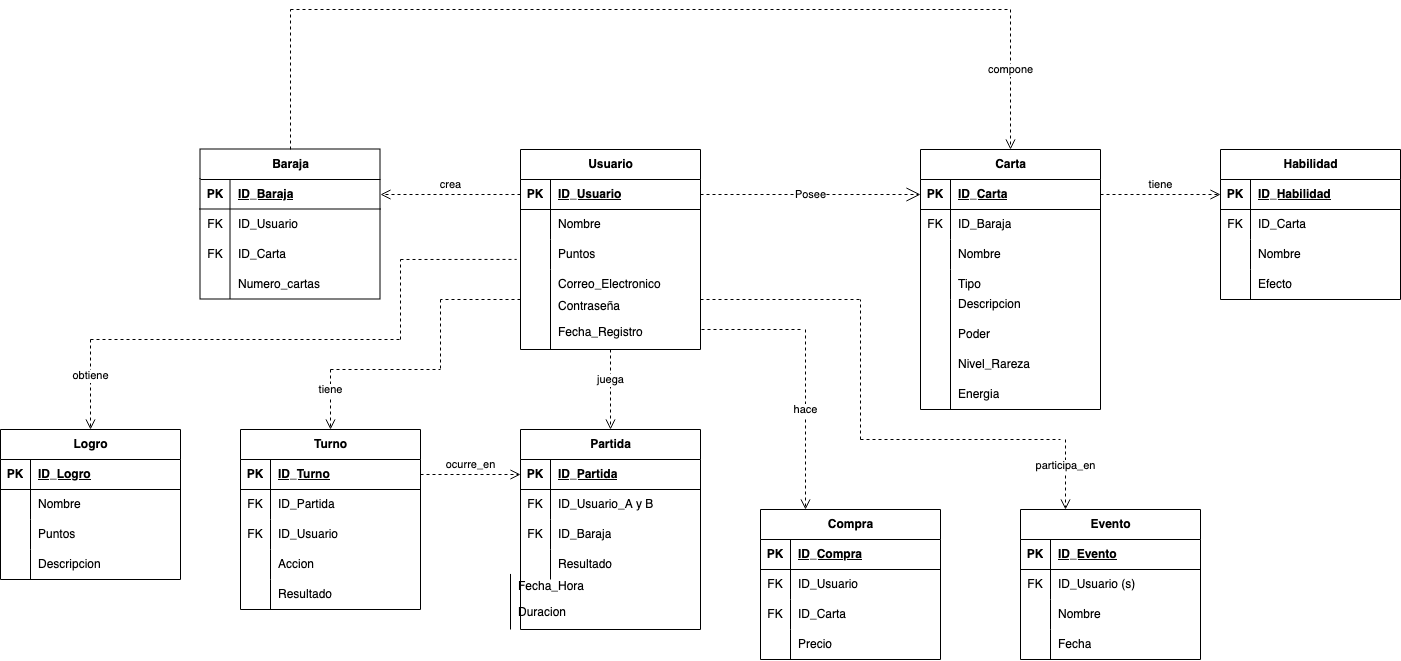 compone
Baraja
PK ID_Baraja
FK ID_Usuario
FK ID_Carta
Numero_cartas
crea
Usuario
PK ID_Usuario
Nombre
Puntos
Correo_Electronico
Contraseña
Fecha_Registro
Posee
Carta
PK ID_Carta
FK ID_Baraja
Nombre
Tipo
Descripcion
Poder
Nivel_Rareza
Energia
tiene
Habilidad
PK ID_Habilidad
FK ID_Carta
Nombre
Efecto
obtiene
tiene
juega
hace
participa_en
Logro
PK ID_Logro
Nombre
Puntos
Descripcion
Turno
PK ID_Turno
FK ID_Partida
FK ID_Usuario
Accion
Resultado
ocurre_en
Partida
PK ID_Partida
FK ID_Usuario_A y B
FK ID_Baraja
Resultado
Fecha_Hora
Duracion
Compra
PK ID_Compra
FK ID_Usuario
FK ID_Carta
Precio
Evento
PK ID_Evento
FK ID_Usuario (s)
Nombre
Fecha